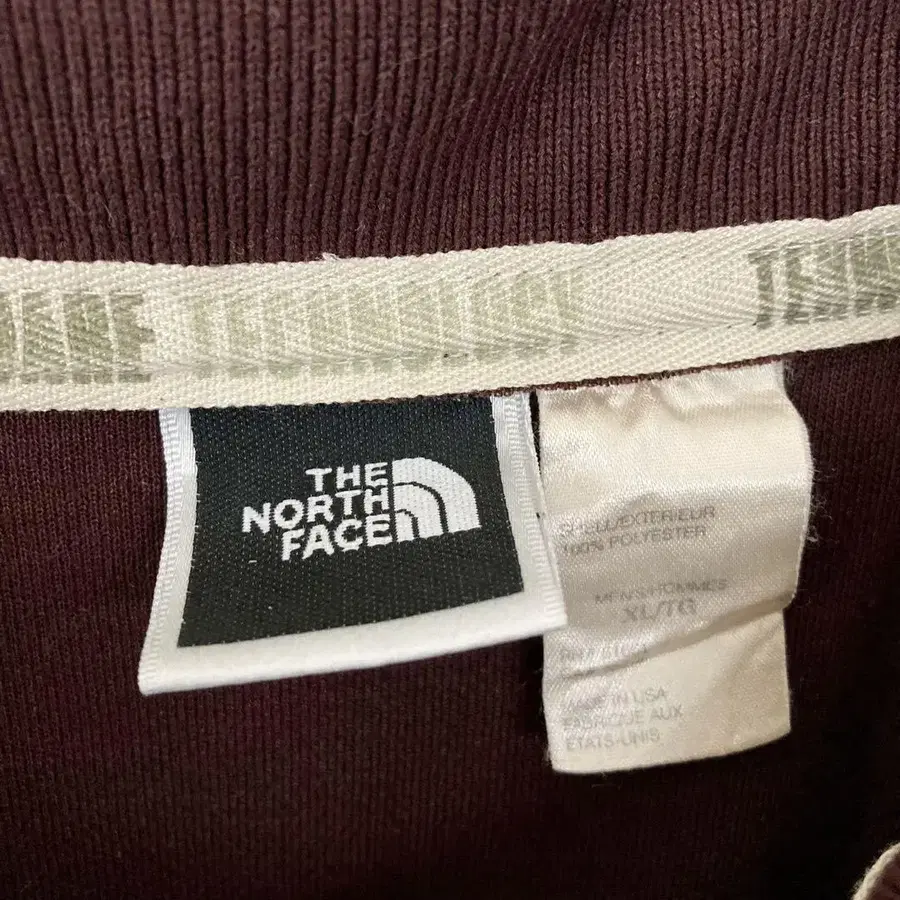 THE
NORTH
FACE
SHELL/EXTERIEUR
100% POLYESTER
MEN'S/HOMMES
XL/TG
MADE IN USA
FABRIQUE AUX
ETATS-UNIS